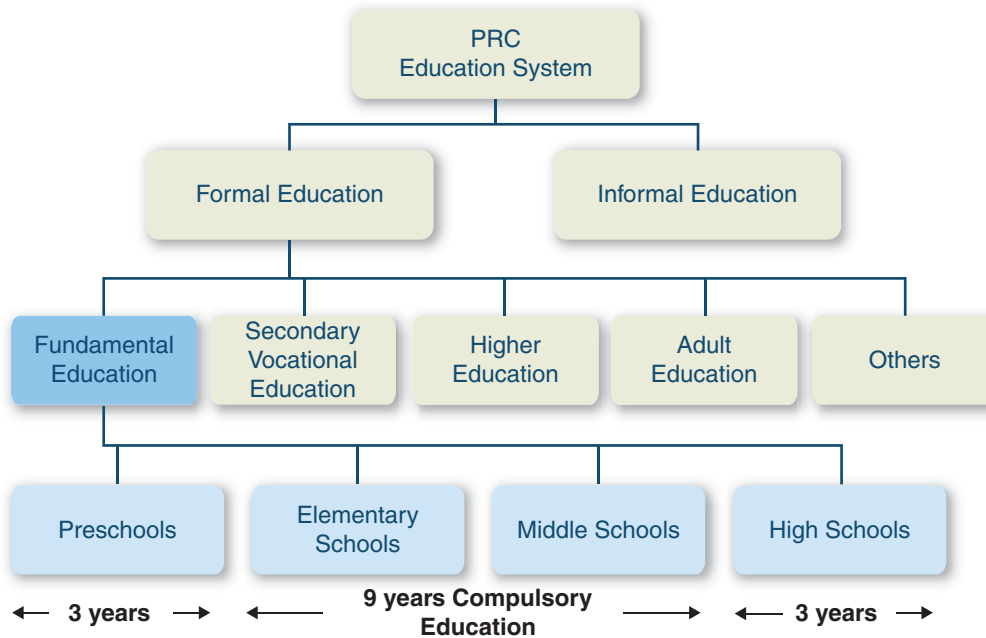 PRC
Education System
Formal Education
Informal Education
Fundamental
Education
Secondary
Vocational
Education
Higher
Education
Adult
Education
Others
Preschools
Elementary
Schools
Middle Schools
High Schools
3 years
9 years Compulsory
Education
3 years